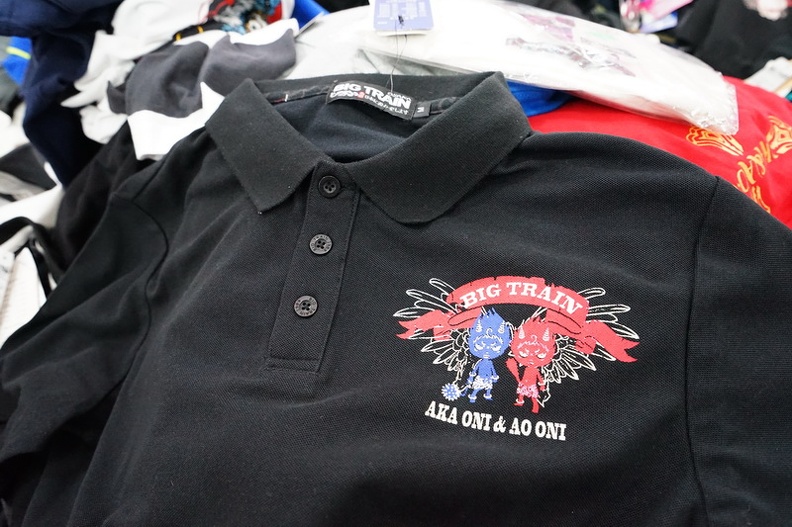 BIG TRAIN
M
BIG TRAIN
AKA ONI & AO ONI